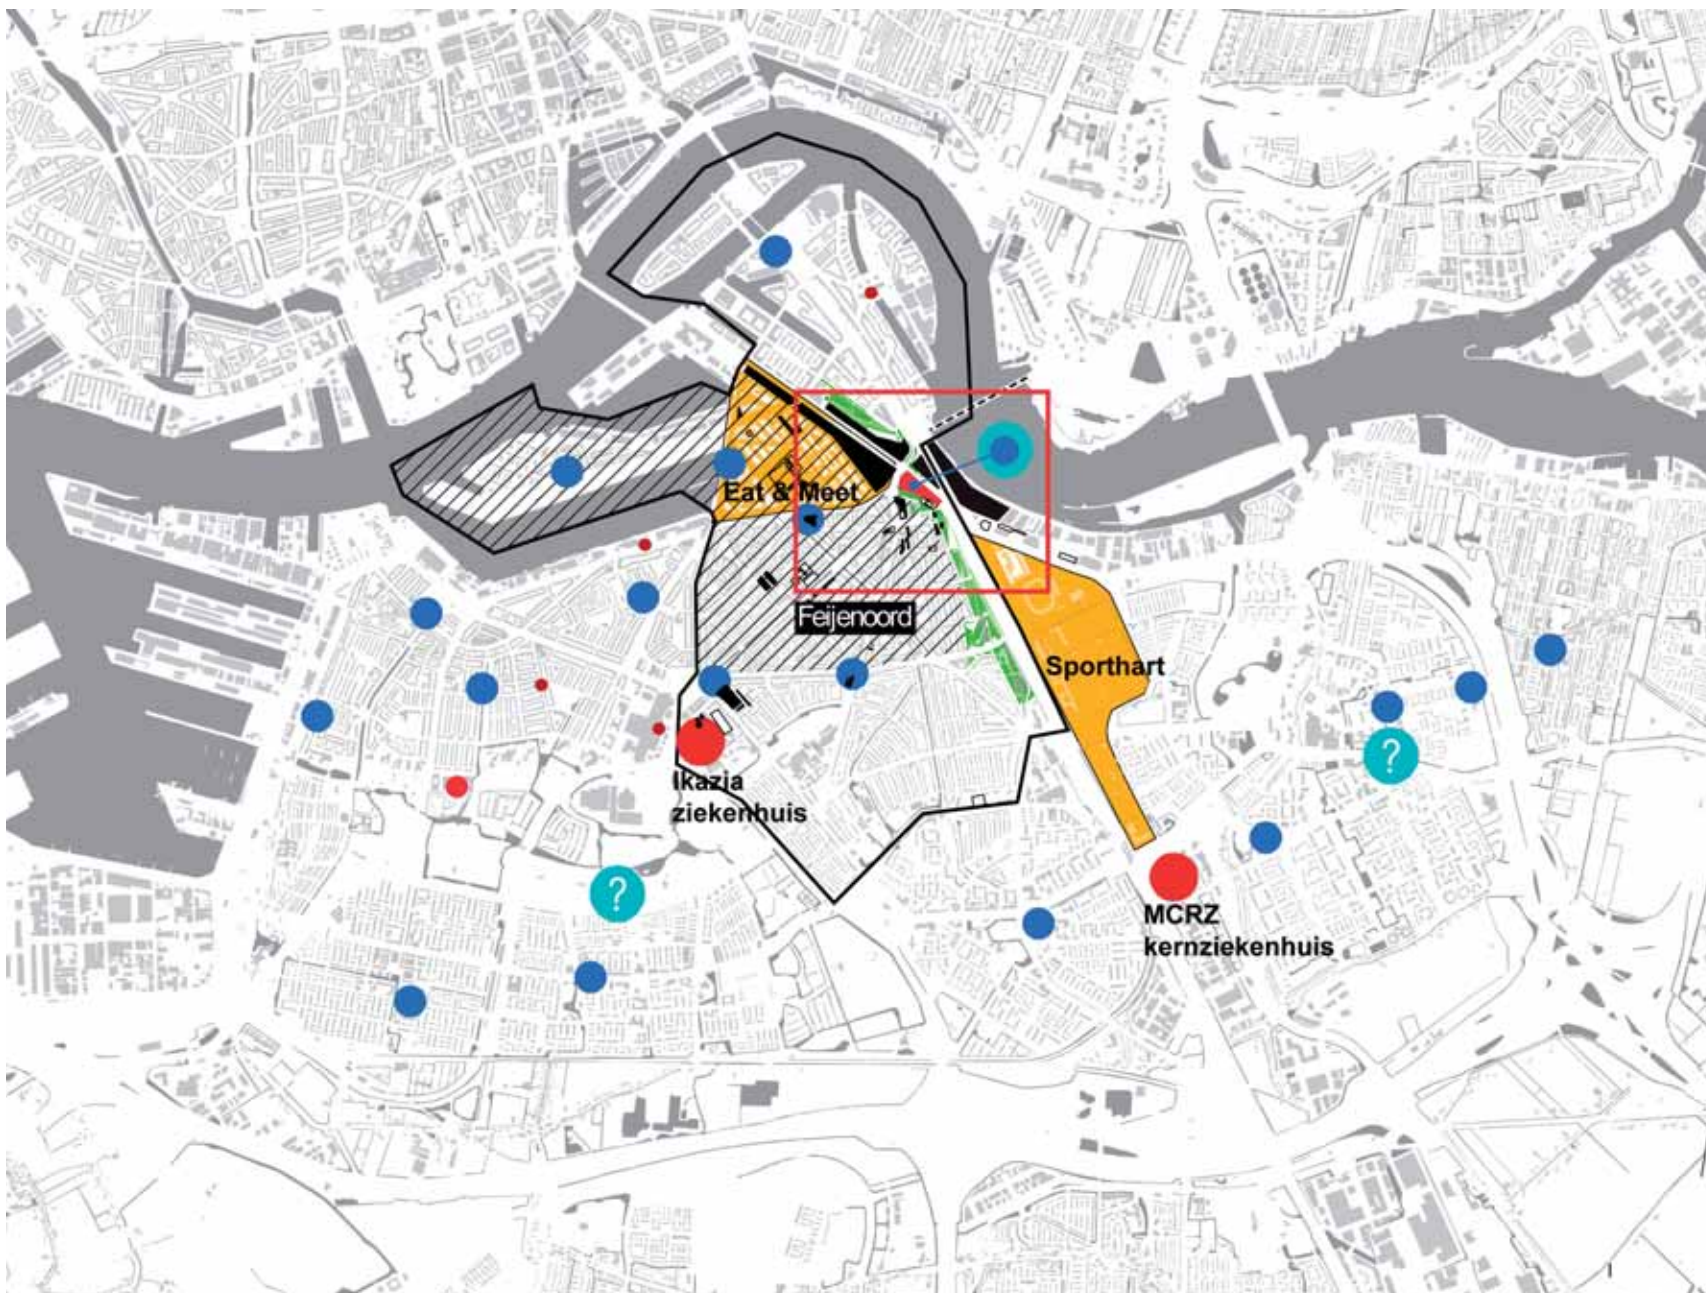 Eat & Meet
Feijenoord
Sporthart
?
Ikazia
ziekenhuis
?
MCRZ
kernziekenhuis